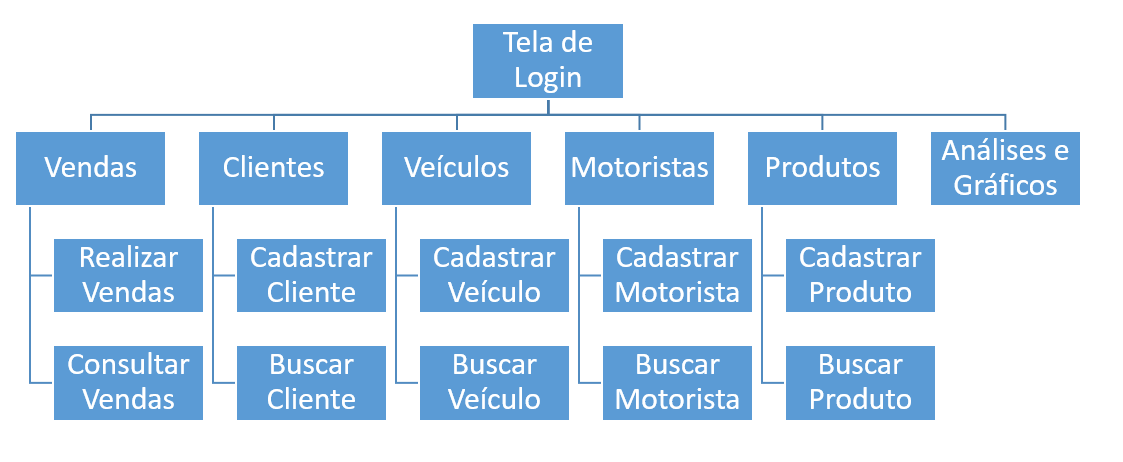 Tela de
Login
Vendas
Clientes
Veículos
Motoristas
Produtos
Análises e
Gráficos
Realizar
Vendas
Cadastrar
Cliente
Cadastrar
Veículo
Cadastrar
Motorista
Cadastrar
Produto
Consultar
Vendas
Buscar
Cliente
Buscar
Veículo
Buscar
Motorista
Buscar
Produto